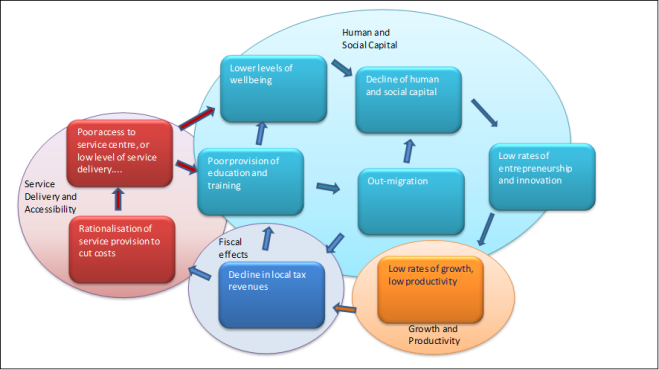 Human and
Social Capital
Lower levels of
wellbeing
Decline of human
and social capital
Poor access to
service centre, or
low level of service
delivery....
Poor provision of
education and
training
Out-migration
Low rates of
entrepreneurship
and innovation
Service
Delivery and
Accessibility
Rationalisation of
service provision to
cut costs
Fiscal
effects
Decline in local tax
revenues
Low rates of growth,
low productivity
Growth and
Productivity